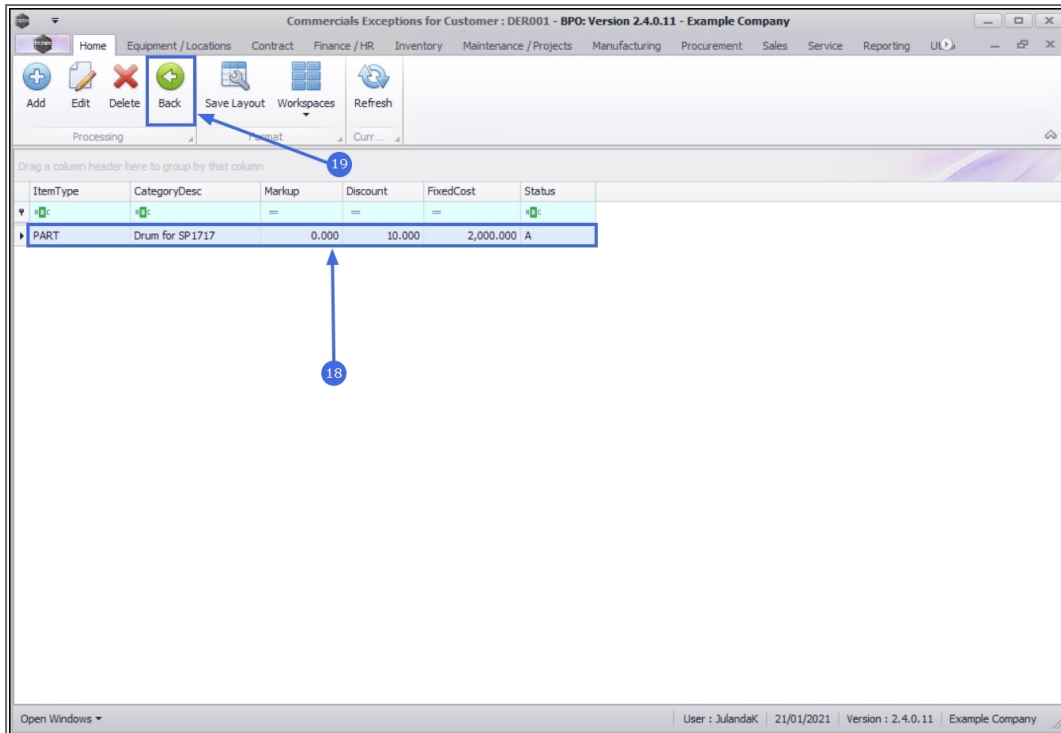 Commercials Exceptions for Customer : DER001 - BPO: Version 2.4.0.11 - Example Company
Home Equipment / Locations Contract Finance / HR Inventory Maintenance / Projects Manufacturing Procurement Sales Service Reporting
Add Edit Delete Back Save Layout Workspaces Refresh
Processing Format Curr...
Drag a column header here to group by that column
19
ItemType CategoryDesc Markup Discount FixedCost Status
= = =
PART Drum for SP1717 0.000 10.000 2,000.000 A
18
Open Windows User : JulandaK 21/01/2021 Version : 2.4.0.11 Example Company